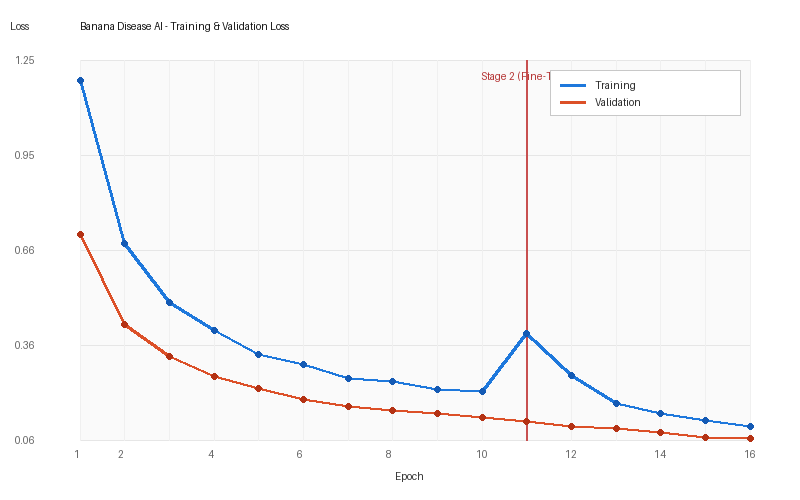 Loss
Banana Disease AI - Training & Validation Loss
1.25
Stage 2 (Fine-T
Training
Validation
0.95
0.66
0.36
0.06
1 2 4 6 8 10 12 14 16
Epoch